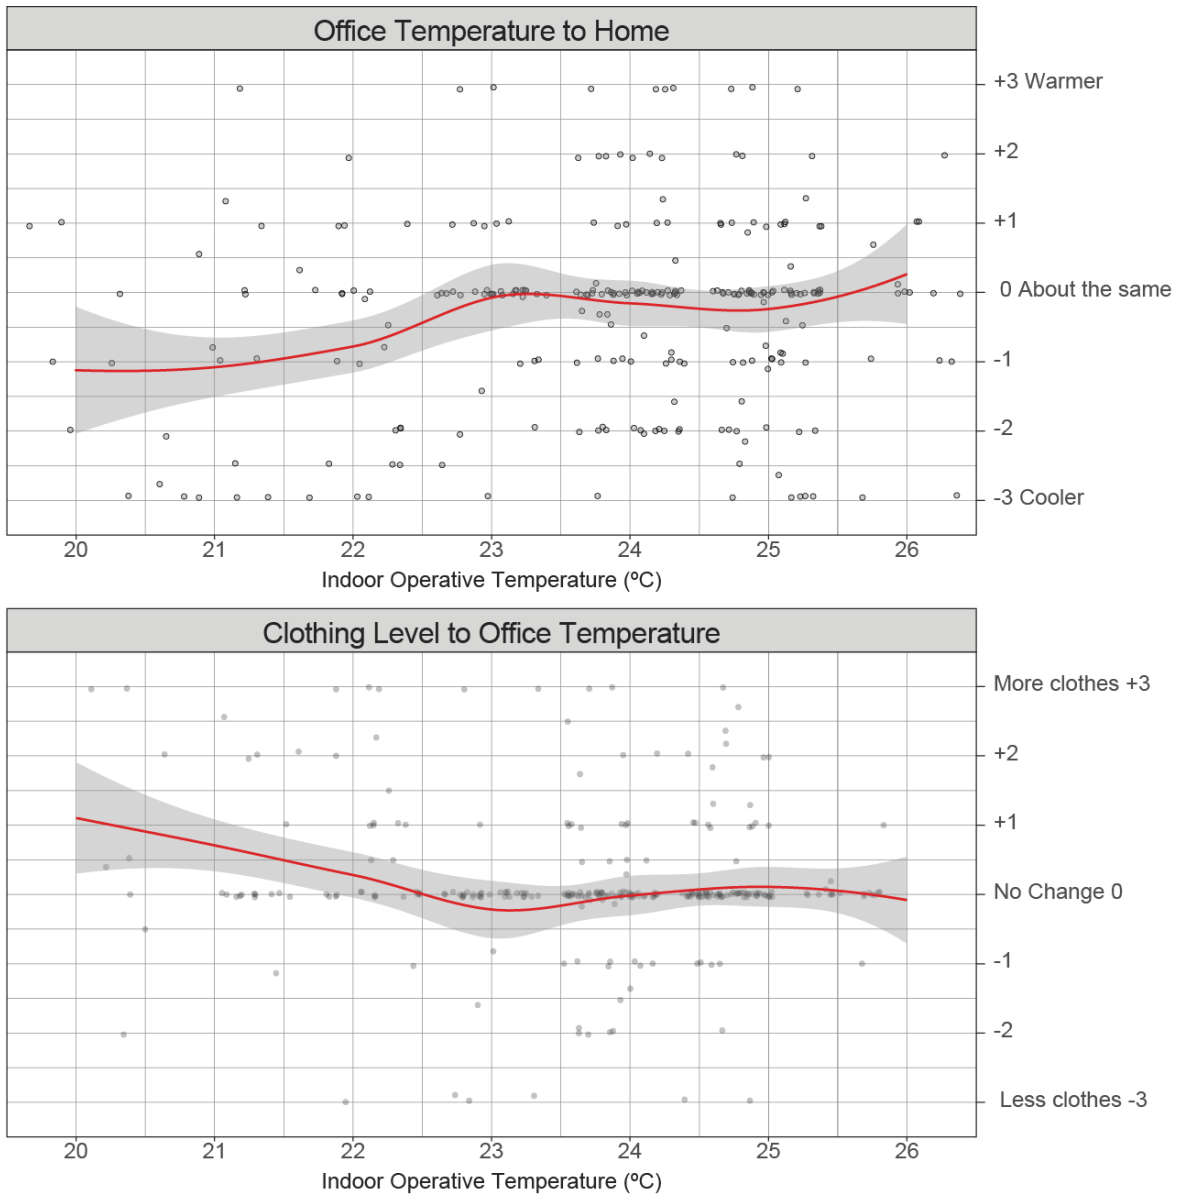 Office Temperature to Home
+3 Warmer
+2
+1
0 About the same
-1
-2
-3 Cooler
20 21 22 23 24 25 26
Indoor Operative Temperature (ºC)
Clothing Level to Office Temperature
More clothes +3
+2
+1
No Change 0
-1
-2
Less clothes -3
20 21 22 23 24 25 26
Indoor Operative Temperature (ºC)